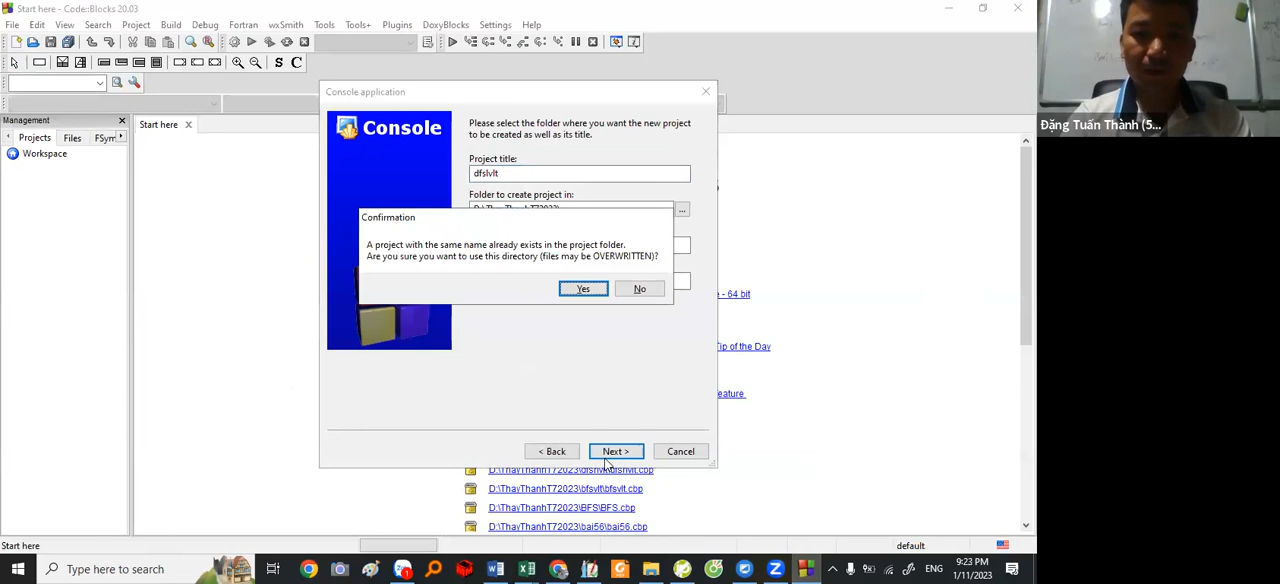 Start here - Code::Blocks 20.03
File Edit View Search Project Build Debug Fortran wxSmith Tools Tools+ Plugins DoxyBlocks Settings Help
S C
Management
Projects Files FSym
Workspace
Start here
Console application
Console
Please select the folder where you want the new project
to be created as well as its title.
Project title:
dfslvlt
Folder to create project in:
D:\ThayThanhT72023\
...
Confirmation
A project with the same name already exists in the project folder.
Are you sure you want to use this directory (files may be OVERWRITTEN)?
Yes No
e - 64 bit
Tip of the Day
eature
< Back Next > Cancel
D:\ThayThanhT72023\bfsvlt\bfsvlt.cbp
D:\ThayThanhT72023\BFS\BFS.cbp
D:\ThayThanhT72023\bai56\bai56.cbp
Start here default
Type here to search
ENG
9:23 PM
1/11/2023
Đặng Tuấn Thành (5...